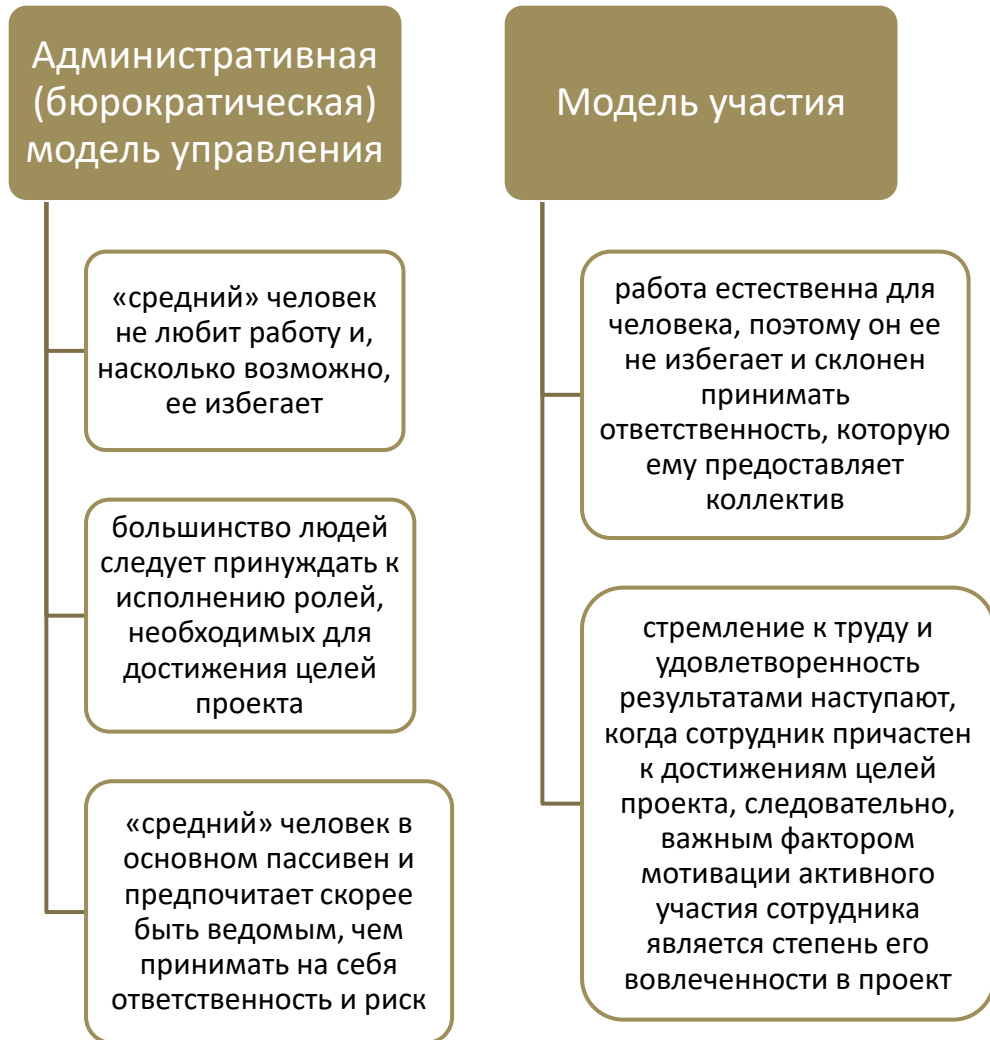 Административная
(бюрократическая)
модель управления
«средний» человек
не любит работу и,
насколько возможно,
ее избегает
большинство людей
следует принуждать к
исполнению ролей,
необходимых для
достижения целей
проекта
«средний» человек в
основном пассивен и
предпочитает скорее
быть ведомым, чем
принимать на себя
ответственность и риск
Модель участия
работа естественна для
человека, поэтому он ее
не избегает и склонен
принимать
ответственность, которую
ему предоставляет
коллектив
стремление к труду и
удовлетворенность
результатами наступают,
когда сотрудник причастен
к достижениям целей
проекта, следовательно,
важным фактором
мотивации активного
участия сотрудника
является степень его
вовлеченности в проект